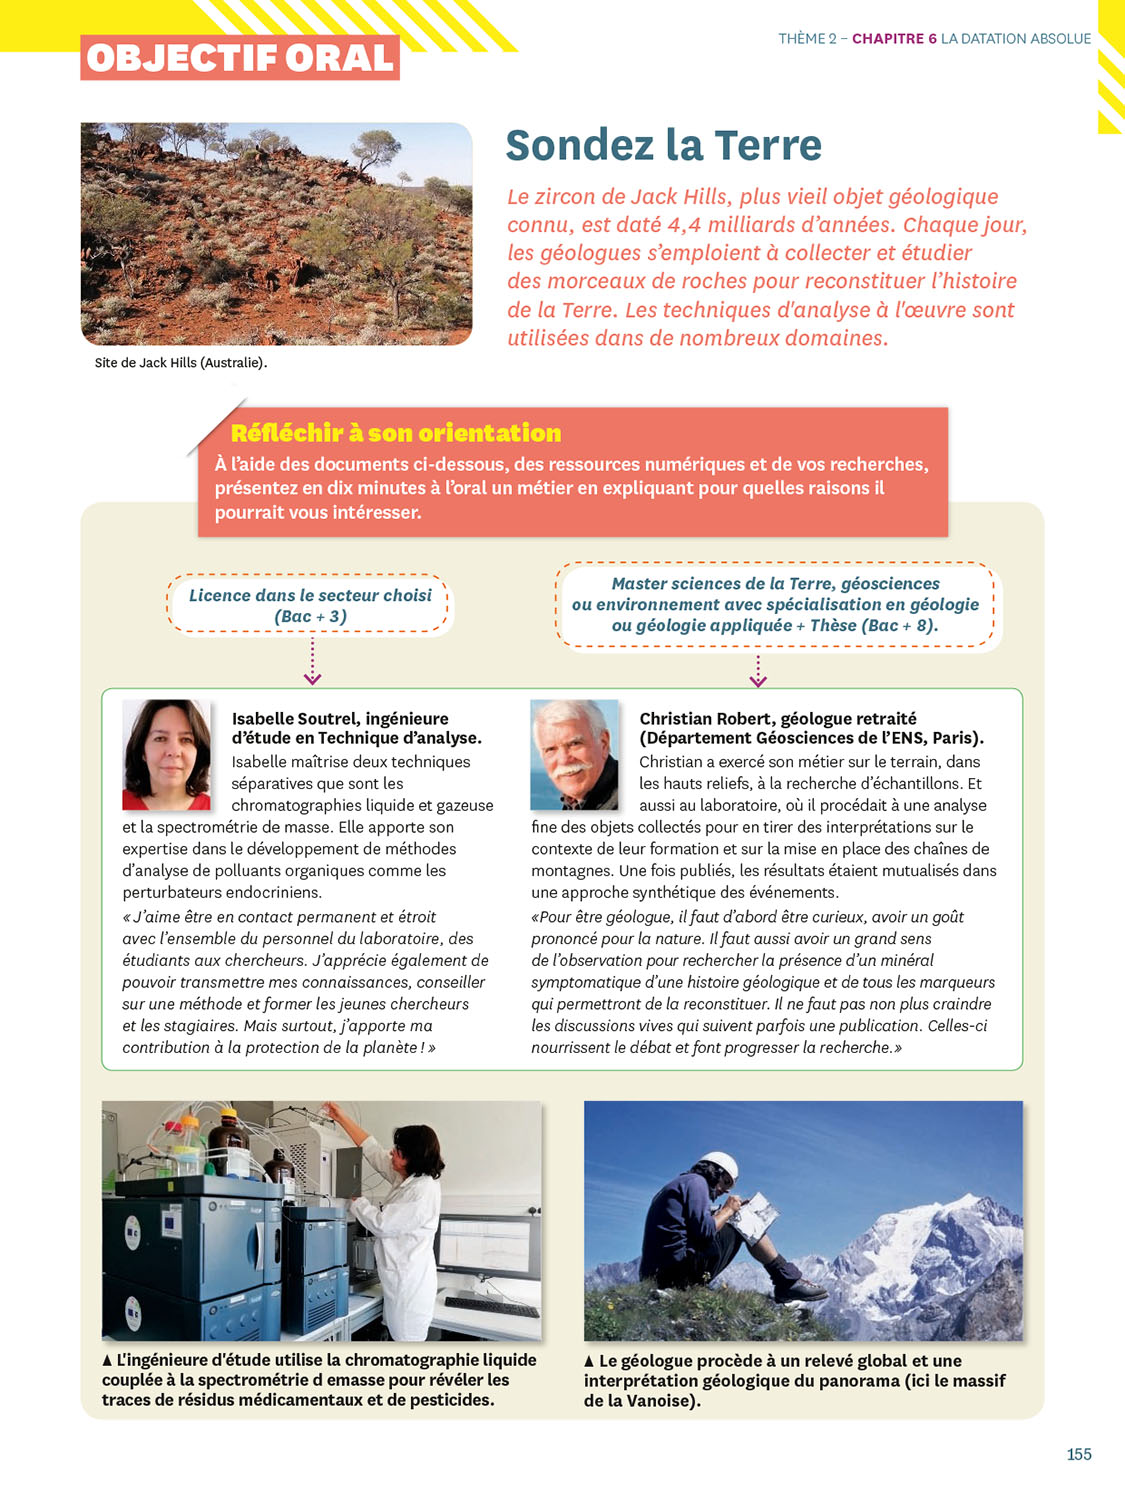 THÈME 2 – CHAPITRE 6 LA DATATION ABSOLUE
OBJECTIF ORAL
Site de Jack Hills (Australie).
Sondez la Terre
Le zircon de Jack Hills, plus vieil objet géologique
connu, est daté 4,4 milliards d’années. Chaque jour,
les géologues s’emploient à collecter et étudier
des morceaux de roches pour reconstituer l’histoire
de la Terre. Les techniques d'analyse à l'œuvre sont
utilisées dans de nombreux domaines.
Réfléchir à son orientation
À l’aide des documents ci-dessous, des ressources numériques et de vos recherches,
présentez en dix minutes à l’oral un métier en expliquant pour quelles raisons il
pourrait vous intéresser.
Licence dans le secteur choisi
(Bac + 3)
Master sciences de la Terre, géosciences
ou environnement avec spécialisation en géologie
ou géologie appliquée + Thèse (Bac + 8).
Isabelle Soutrel, ingénieure
d’étude en Technique d’analyse.
Isabelle maîtrise deux techniques
séparatives que sont les
chromatographies liquide et gazeuse
et la spectrométrie de masse. Elle apporte son
expertise dans le développement de méthodes
d’analyse de polluants organiques comme les
perturbateurs endocriniens.
« J’aime être en contact permanent et étroit
avec l’ensemble du personnel du laboratoire, des
étudiants aux chercheurs. J’apprécie également de
pouvoir transmettre mes connaissances, conseiller
sur une méthode et former les jeunes chercheurs
et les stagiaires. Mais surtout, j’apporte ma
contribution à la protection de la planète ! »
Christian Robert, géologue retraité
(Département Géosciences de l’ENS, Paris).
Christian a exercé son métier sur le terrain, dans
les hauts reliefs, à la recherche d’échantillons. Et
aussi au laboratoire, où il procédait à une analyse
fine des objets collectés pour en tirer des interprétations sur le
contexte de leur formation et sur la mise en place des chaînes de
montagnes. Une fois publiés, les résultats étaient mutualisés dans
une approche synthétique des événements.
«Pour être géologue, il faut d’abord être curieux, avoir un goût
prononcé pour la nature. Il faut aussi avoir un grand sens
de l’observation pour rechercher la présence d’un minéral
symptomatique d’une histoire géologique et de tous les marqueurs
qui permettront de la reconstituer. Il ne faut pas non plus craindre
les discussions vives qui suivent parfois une publication. Celles-ci
nourrissent le débat et font progresser la recherche.»
▲ L'ingénieure d'étude utilise la chromatographie liquide
couplée à la spectrométrie d emasse pour révéler les
traces de résidus médicamentaux et de pesticides.
▲ Le géologue procède à un relevé global et une
interprétation géologique du panorama (ici le massif
de la Vanoise).
155